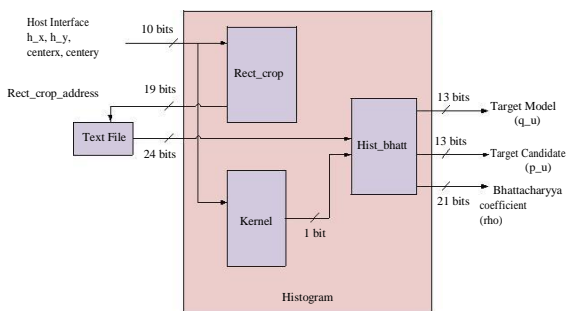 Host Interface
h_x, h_y,
centerx, centery
10 bits
Rect_crop
Rect_crop_address
19 bits
Text File
24 bits
Hist_bhatt
13 bits
Target Model
(q_u)
13 bits
Target Candidate
(p_u)
21 bits
Bhattacharyya
coefficient
(rho)
Kernel
1 bit
Histogram